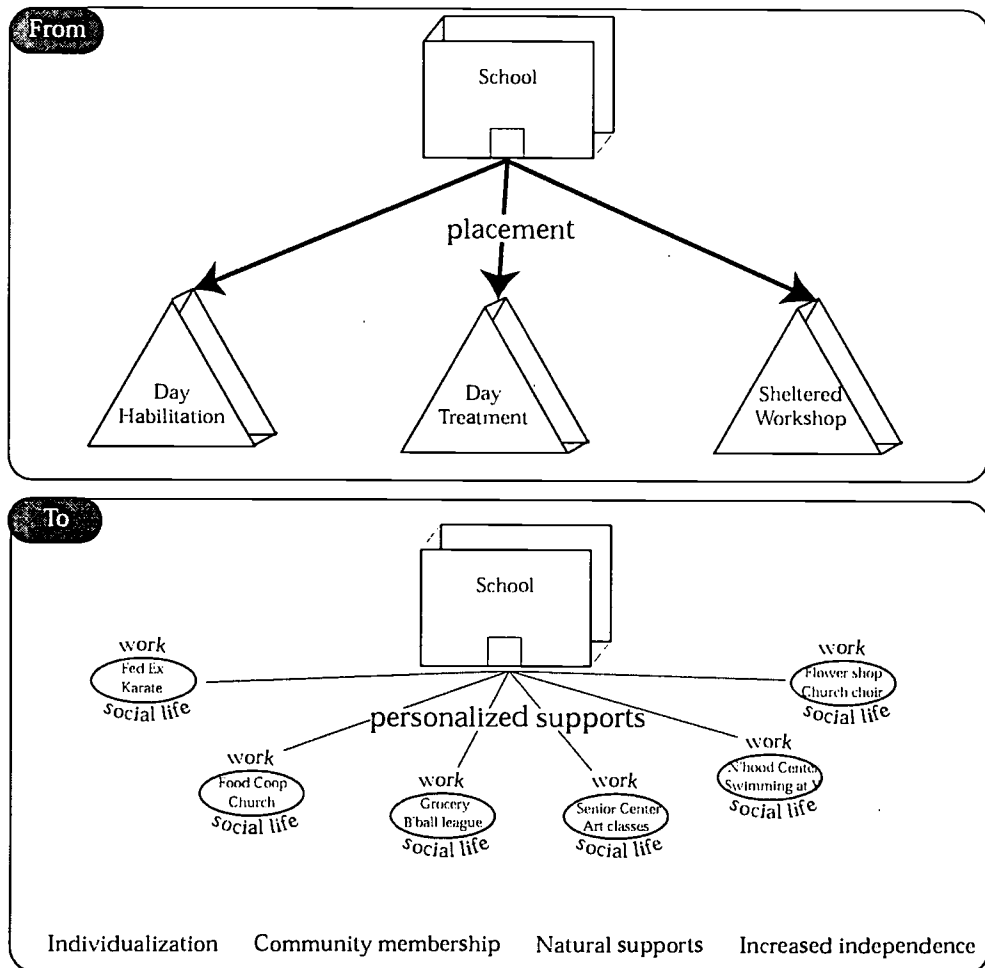 From
School
placement
Day
Habilitation
Day
Treatment
Sheltered
Workshop
To
School
work
Fed Ex
Karate
social life
work
Flower shop
Church choir
social life
personalized supports
work
Food Coop
Church
social life
work
Grocery
B'ball league
social life
work
Senior Center
Art classes
social life
work
N'hood Center
Swimming at Y
social life
Individualization Community membership Natural supports Increased independence